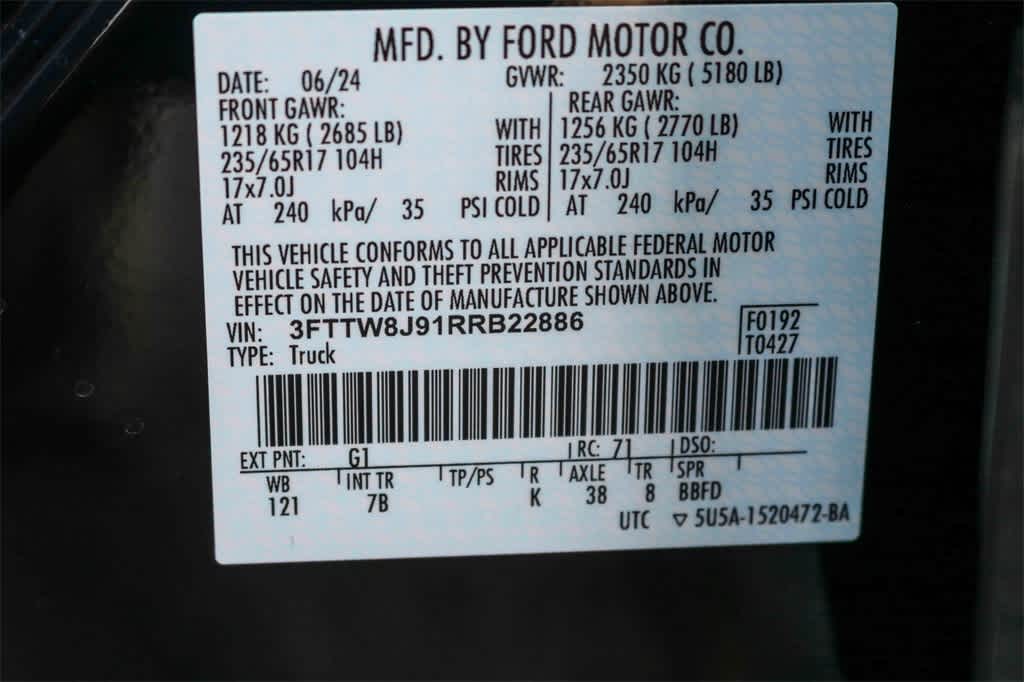 MFD. BY FORD MOTOR CO.
DATE: 06/24 GVWR: 2350 KG ( 5180 LB)
FRONT GAWR: REAR GAWR:
1218 KG ( 2685 LB) WITH 1256 KG ( 2770 LB) WITH
235/65R17 104H TIRES 235/65R17 104H TIRES
17x7.0J RIMS 17x7.0J RIMS
AT 240 kPa/ 35 PSI COLD AT 240 kPa/ 35 PSI COLD
THIS VEHICLE CONFORMS TO ALL APPLICABLE FEDERAL MOTOR
VEHICLE SAFETY AND THEFT PREVENTION STANDARDS IN
EFFECT ON THE DATE OF MANUFACTURE SHOWN ABOVE.
VIN: 3FTTW8J91RRB22886 F0192
TYPE: Truck T0427
EXT PNT: G1 RC: 71 DSO:
WB INT TR TP/PS R AXLE TR SPR
121 7B K 38 8 BBFD
UTC ▽ 5U5A-1520472-BA